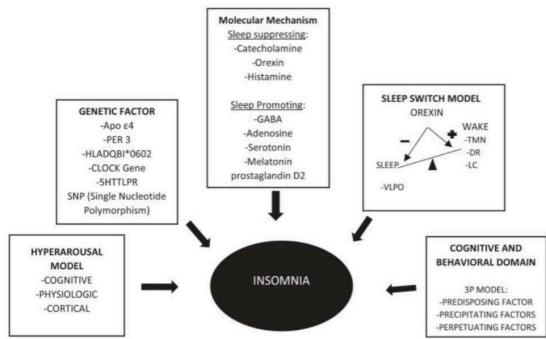 Molecular Mechanism
Sleep suppressing:
-Catecholamine
-Orexin
-Histamine
Sleep Promoting:
-GABA
-Adenosine
-Serotonin
-Melatonin
prostaglandin D2
GENETIC FACTOR
-Apo ε4
-PER 3
-HLADQBI*0602
-CLOCK Gene
-5HTTLPR
SNP (Single Nucleotide
Polymorphism)
SLEEP SWITCH MODEL
OREXIN
WAKE
-TMN
-DR
-LC
SLEEP
-VLPO
HYPERAROUSAL
MODEL
-COGNITIVE
-PHYSIOLOGIC
-CORTICAL
INSOMNIA
COGNITIVE AND
BEHAVIORAL DOMAIN
3P MODEL:
-PREDISPOSING FACTOR
-PRECIPITATING FACTORS
-PERPETUATING FACTORS